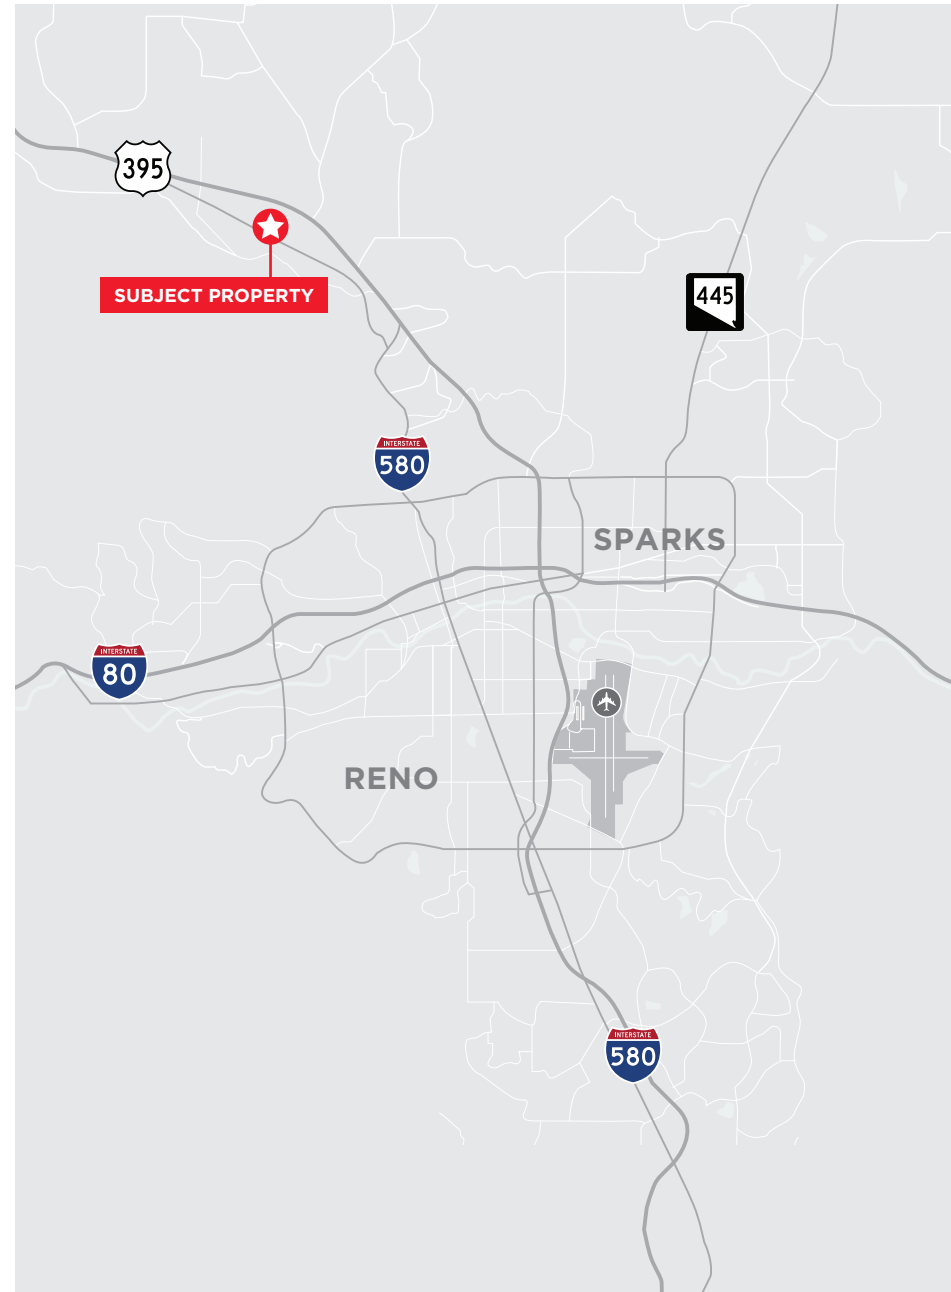 395
SUBJECT PROPERTY
445
INTERSTATE
580
SPARKS
INTERSTATE
80
RENO
INTERSTATE
580